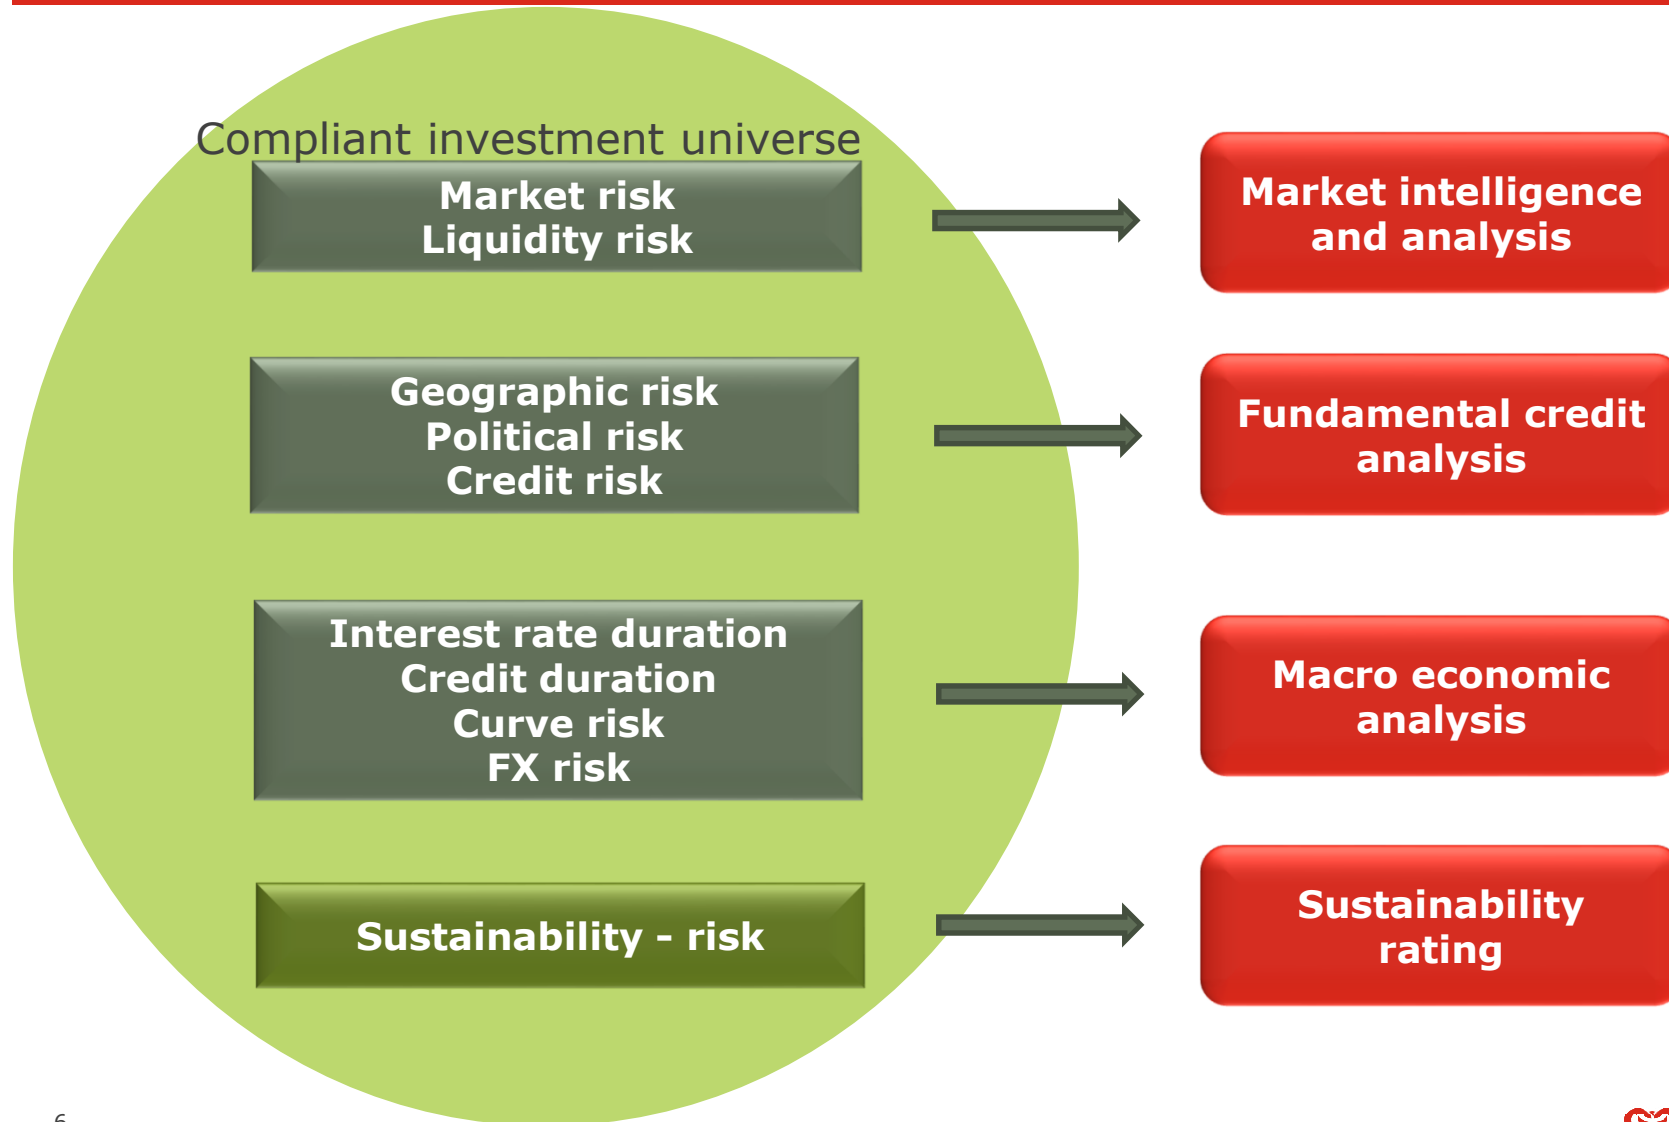 Compliant investment universe
Market risk
Liquidity risk
Market intelligence
and analysis
Geographic risk
Political risk
Credit risk
Fundamental credit
analysis
Interest rate duration
Credit duration
Curve risk
FX risk
Macro economic
analysis
Sustainability - risk
Sustainability
rating
6